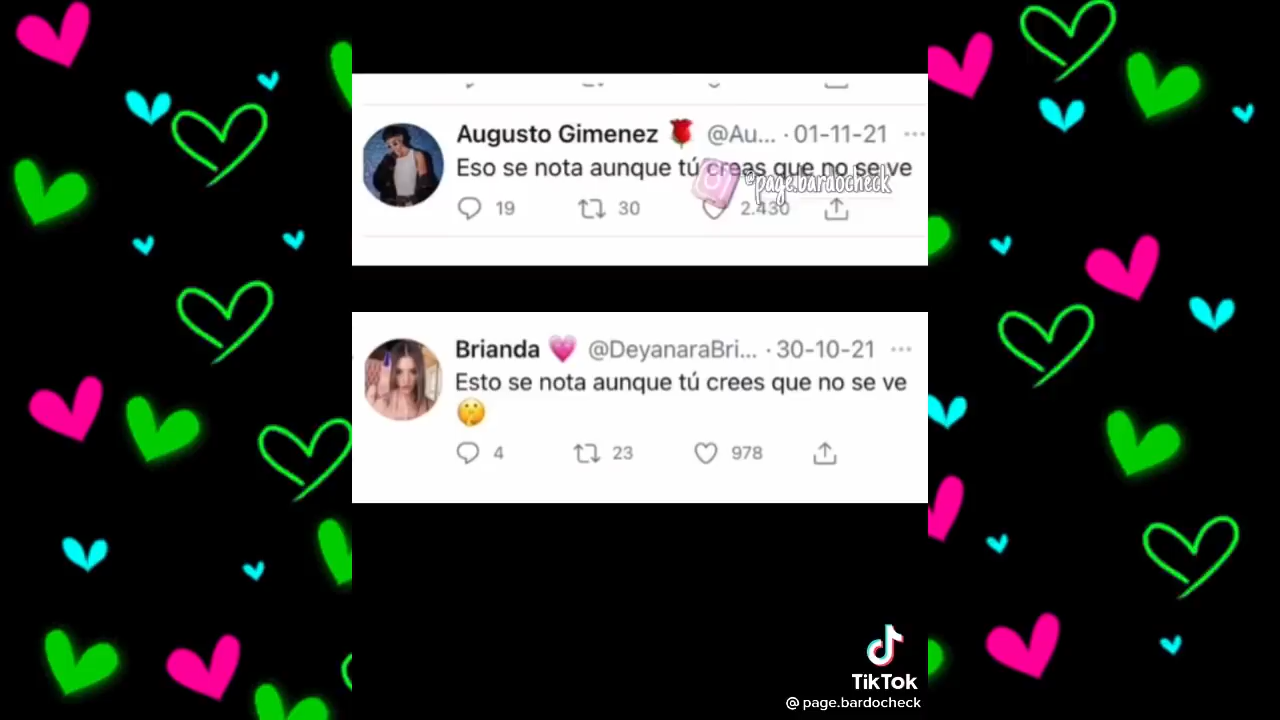 Augusto Gimenez 🌹 @Au... · 01-11-21 ...
Eso se nota aunque tú creas que no se ve
@page.bardocheck
19 30 2.430
Brianda 💗 @DeyanaraBri... · 30-10-21 ...
Esto se nota aunque tú crees que no se ve
🤫
4 23 978
TikTok
@page.bardocheck